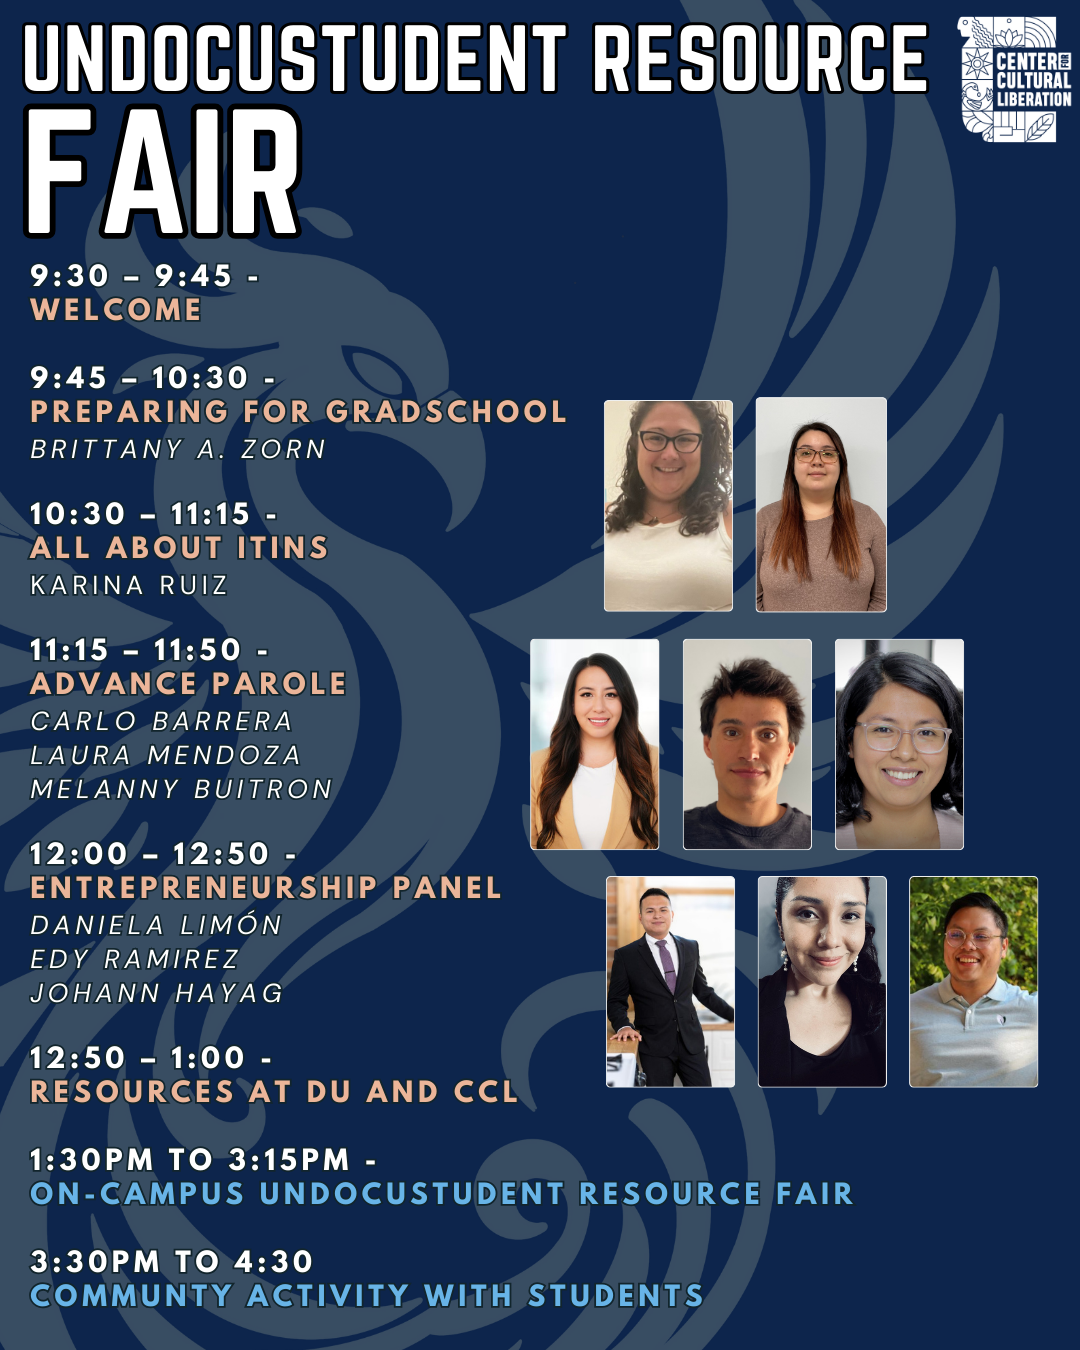 UNDOCUSTUDENT RESOURCE
FAIR
CENTER FOR
CULTURAL
LIBERATION
9:30 – 9:45 -
WELCOME
9:45 – 10:30 -
PREPARING FOR GRADSCHOOL
BRITTANY A. ZORN
10:30 – 11:15 -
ALL ABOUT ITINS
KARINA RUIZ
11:15 – 11:50 -
ADVANCE PAROLE
CARLO BARRERA
LAURA MENDOZA
MELANNY BUITRON
12:00 – 12:50 -
ENTREPRENEURSHIP PANEL
DANIELA LIMÓN
EDY RAMIREZ
JOHANN HAYAG
12:50 – 1:00 -
RESOURCES AT DU AND CCL
1:30PM TO 3:15PM -
ON-CAMPUS UNDOCUSTUDENT RESOURCE FAIR
3:30PM TO 4:30
COMMUNTY ACTIVITY WITH STUDENTS